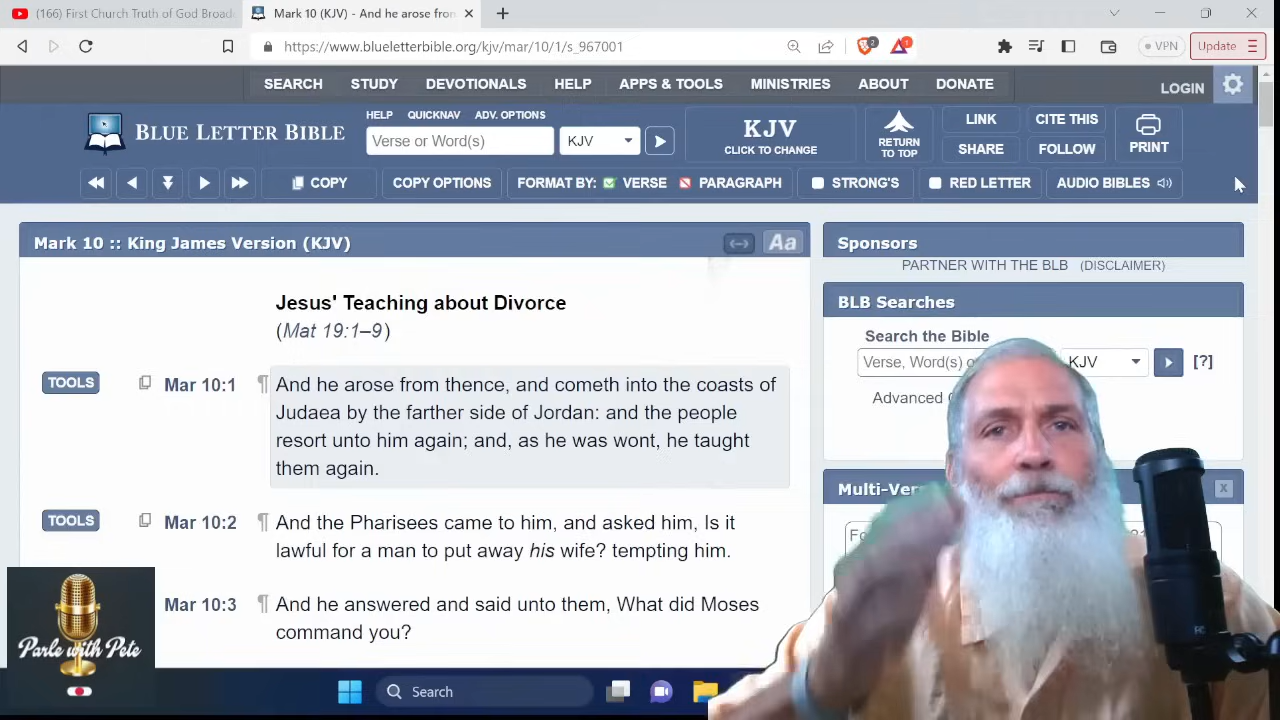 (166) First Church Truth of God Broad
Mark 10 (KJV) - And he arose from
https://www.blueletterbible.org/kjv/mar/10/1/s_967001
2
1
VPN
Update
SEARCH STUDY DEVOTIONALS HELP APPS & TOOLS MINISTRIES ABOUT DONATE
LOGIN
BLUE LETTER BIBLE
HELP QUICKNAV ADV. OPTIONS
Verse or Word(s)
KJV
KJV
CLICK TO CHANGE
RETURN
TO TOP
LINK
CITE THIS
SHARE
FOLLOW
PRINT
COPY
COPY OPTIONS
FORMAT BY: VERSE PARAGRAPH
STRONG'S
RED LETTER
AUDIO BIBLES
Mark 10 :: King James Version (KJV)
Aa
Jesus' Teaching about Divorce
(Mat 19:1–9)
TOOLS
Mar 10:1
¶ And he arose from thence, and cometh into the coasts of
Judaea by the farther side of Jordan: and the people
resort unto him again; and, as he was wont, he taught
them again.
TOOLS
Mar 10:2
¶ And the Pharisees came to him, and asked him, Is it
lawful for a man to put away his wife? tempting him.
Mar 10:3
¶ And he answered and said unto them, What did Moses
command you?
Sponsors
PARTNER WITH THE BLB (DISCLAIMER)
BLB Searches
Search the Bible
Verse, Word(s) o
KJV
[?]
Advanced
Multi-Ver
X
Parle with Pete
Search